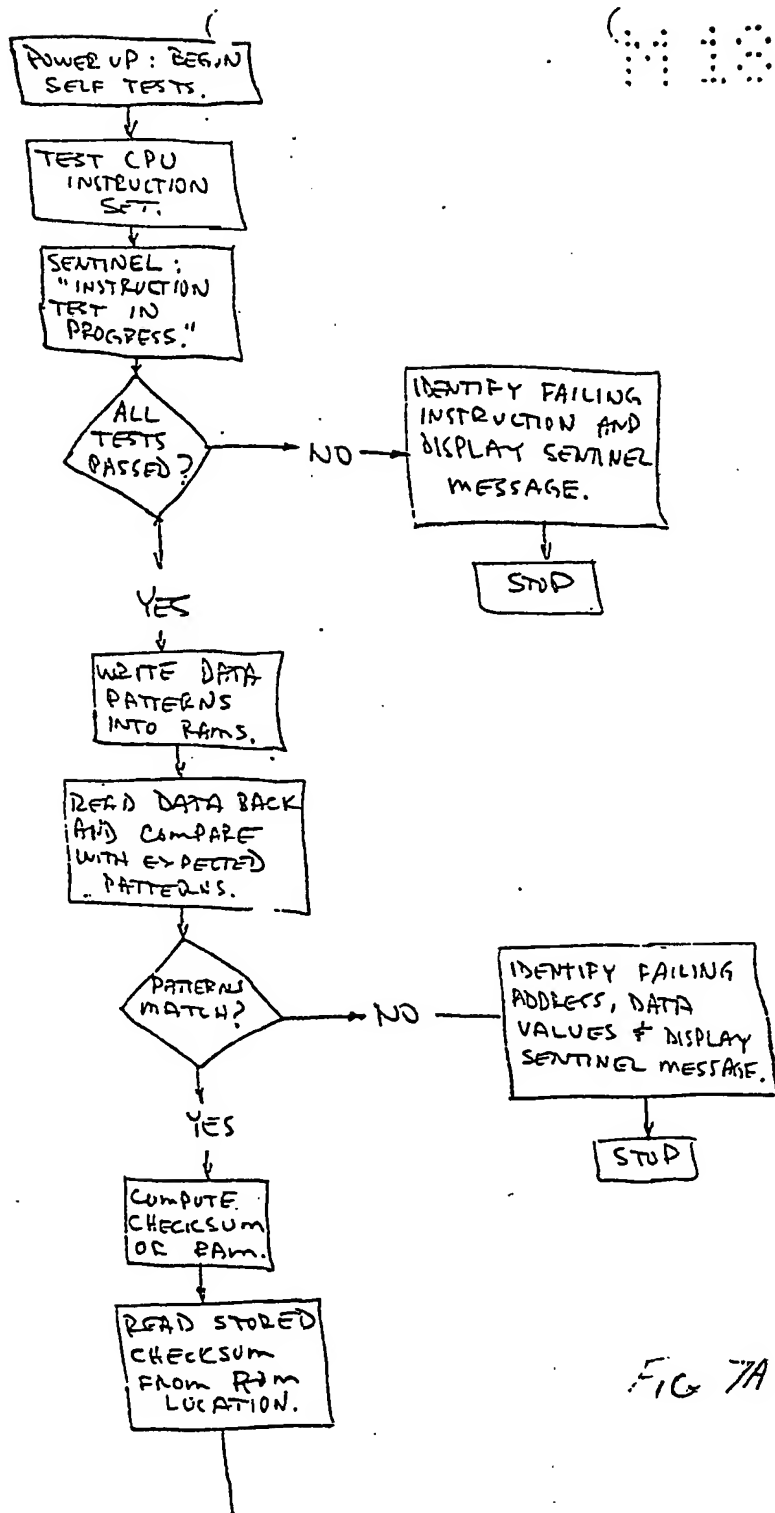 M 18
POWER UP : BEGIN
SELF TESTS.
TEST CPU
INSTRUCTION
SET.
SENTINEL :
"INSTRUCTION
TEST IN
PROGRESS."
ALL
TESTS
PASSED?
NO
IDENTIFY FAILING
INSTRUCTION AND
DISPLAY SENTINEL
MESSAGE.
STOP
YES
WRITE DATA
PATTERNS
INTO RAMS.
READ DATA BACK
AND COMPARE
WITH EXPECTED
PATTERNS.
PATTERNS
MATCH?
NO
IDENTIFY FAILING
ADDRESS, DATA
VALUES & DISPLAY
SENTINEL MESSAGE.
STOP
YES
COMPUTE
CHECKSUM
OF RAM.
READ STORED
CHECKSUM
FROM ROM
LOCATION.
FIG 7A